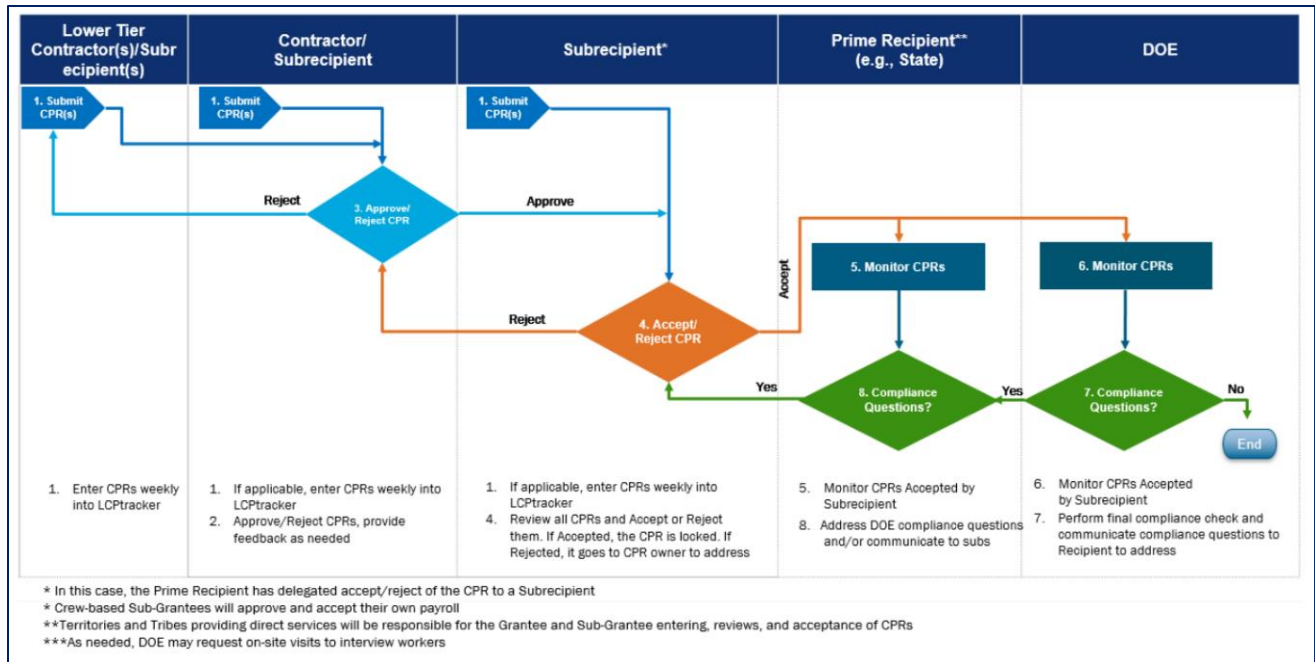 Lower Tier
Contractor(s)/Subr
ecipient(s)
Contractor/
Subrecipient
Subrecipient*
Prime Recipient**
(e.g., State)
DOE
1. Submit
CPR(s)
1. Submit
CPR(s)
1. Submit
CPR(s)
Reject
3. Approve/
Reject CPR
Approve
Reject
4. Accept/
Reject CPR
Accept
5. Monitor CPRs
6. Monitor CPRs
Yes
8. Compliance
Questions?
Yes
7. Compliance
Questions?
No
End
1. Enter CPRs weekly
into LCPtracker
1. If applicable, enter CPRs weekly into
LCPtracker
2. Approve/Reject CPRs, provide
feedback as needed
1. If applicable, enter CPRs weekly into
LCPtracker
4. Review all CPRs and Accept or Reject
them. If Accepted, the CPR is locked. If
Rejected, it goes to CPR owner to address
5. Monitor CPRs Accepted by
Subrecipient
8. Address DOE compliance questions
and/or communicate to subs
6. Monitor CPRs Accepted
by Subrecipient
7. Perform final compliance check and
communicate compliance questions to
Recipient to address
* In this case, the Prime Recipient has delegated accept/reject of the CPR to a Subrecipient
* Crew-based Sub-Grantees will approve and accept their own payroll
**Territories and Tribes providing direct services will be responsible for the Grantee and Sub-Grantee entering, reviews, and acceptance of CPRs
***As needed, DOE may request on-site visits to interview workers